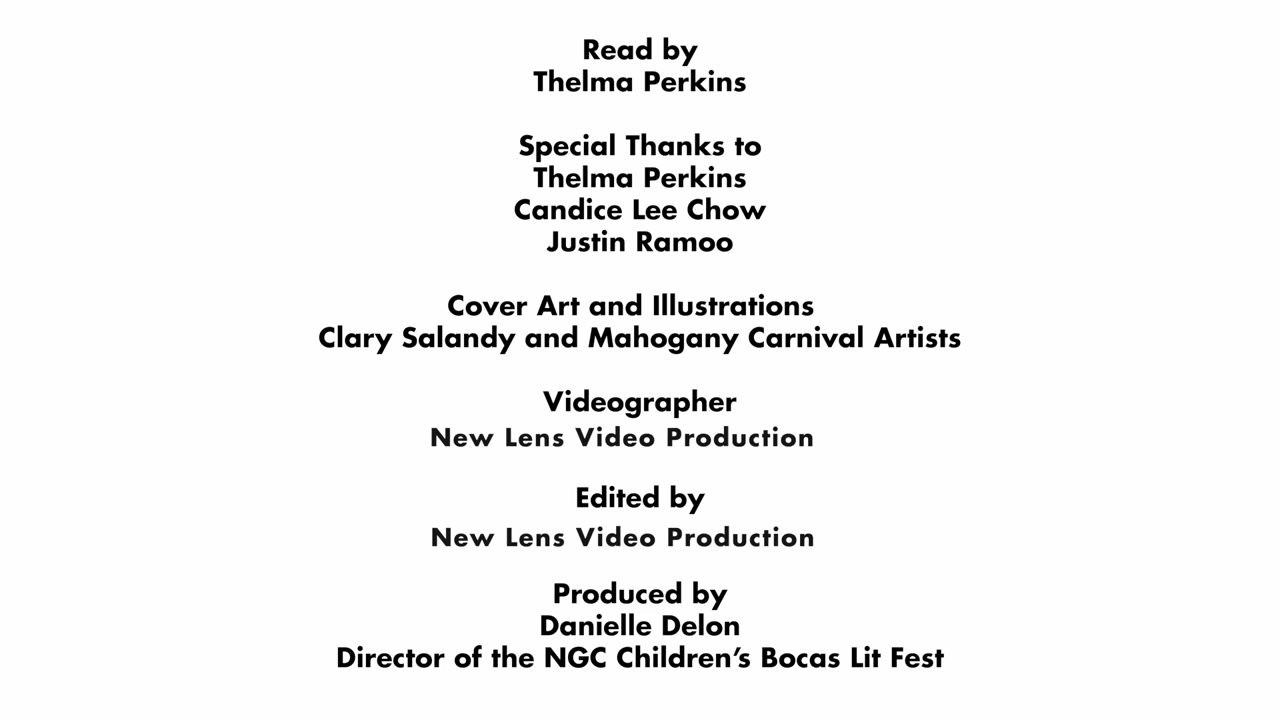 Read by
Thelma Perkins
Special Thanks to
Thelma Perkins
Candice Lee Chow
Justin Ramoo
Cover Art and Illustrations
Clary Salandy and Mahogany Carnival Artists
Videographer
New Lens Video Production
Edited by
New Lens Video Production
Produced by
Danielle Delon
Director of the NGC Children’s Bocas Lit Fest